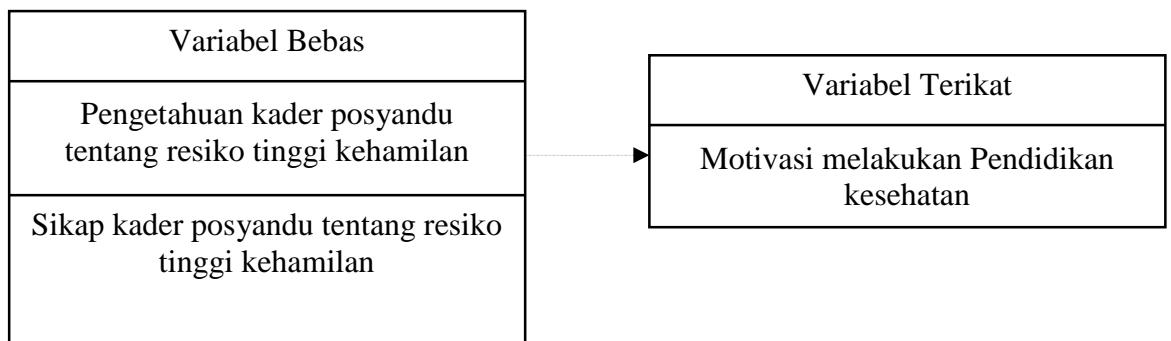 Variabel Bebas
Pengetahuan kader posyandu
tentang resiko tinggi kehamilan
Sikap kader posyandu tentang resiko
tinggi kehamilan
Variabel Terikat
Motivasi melakukan Pendidikan
kesehatan